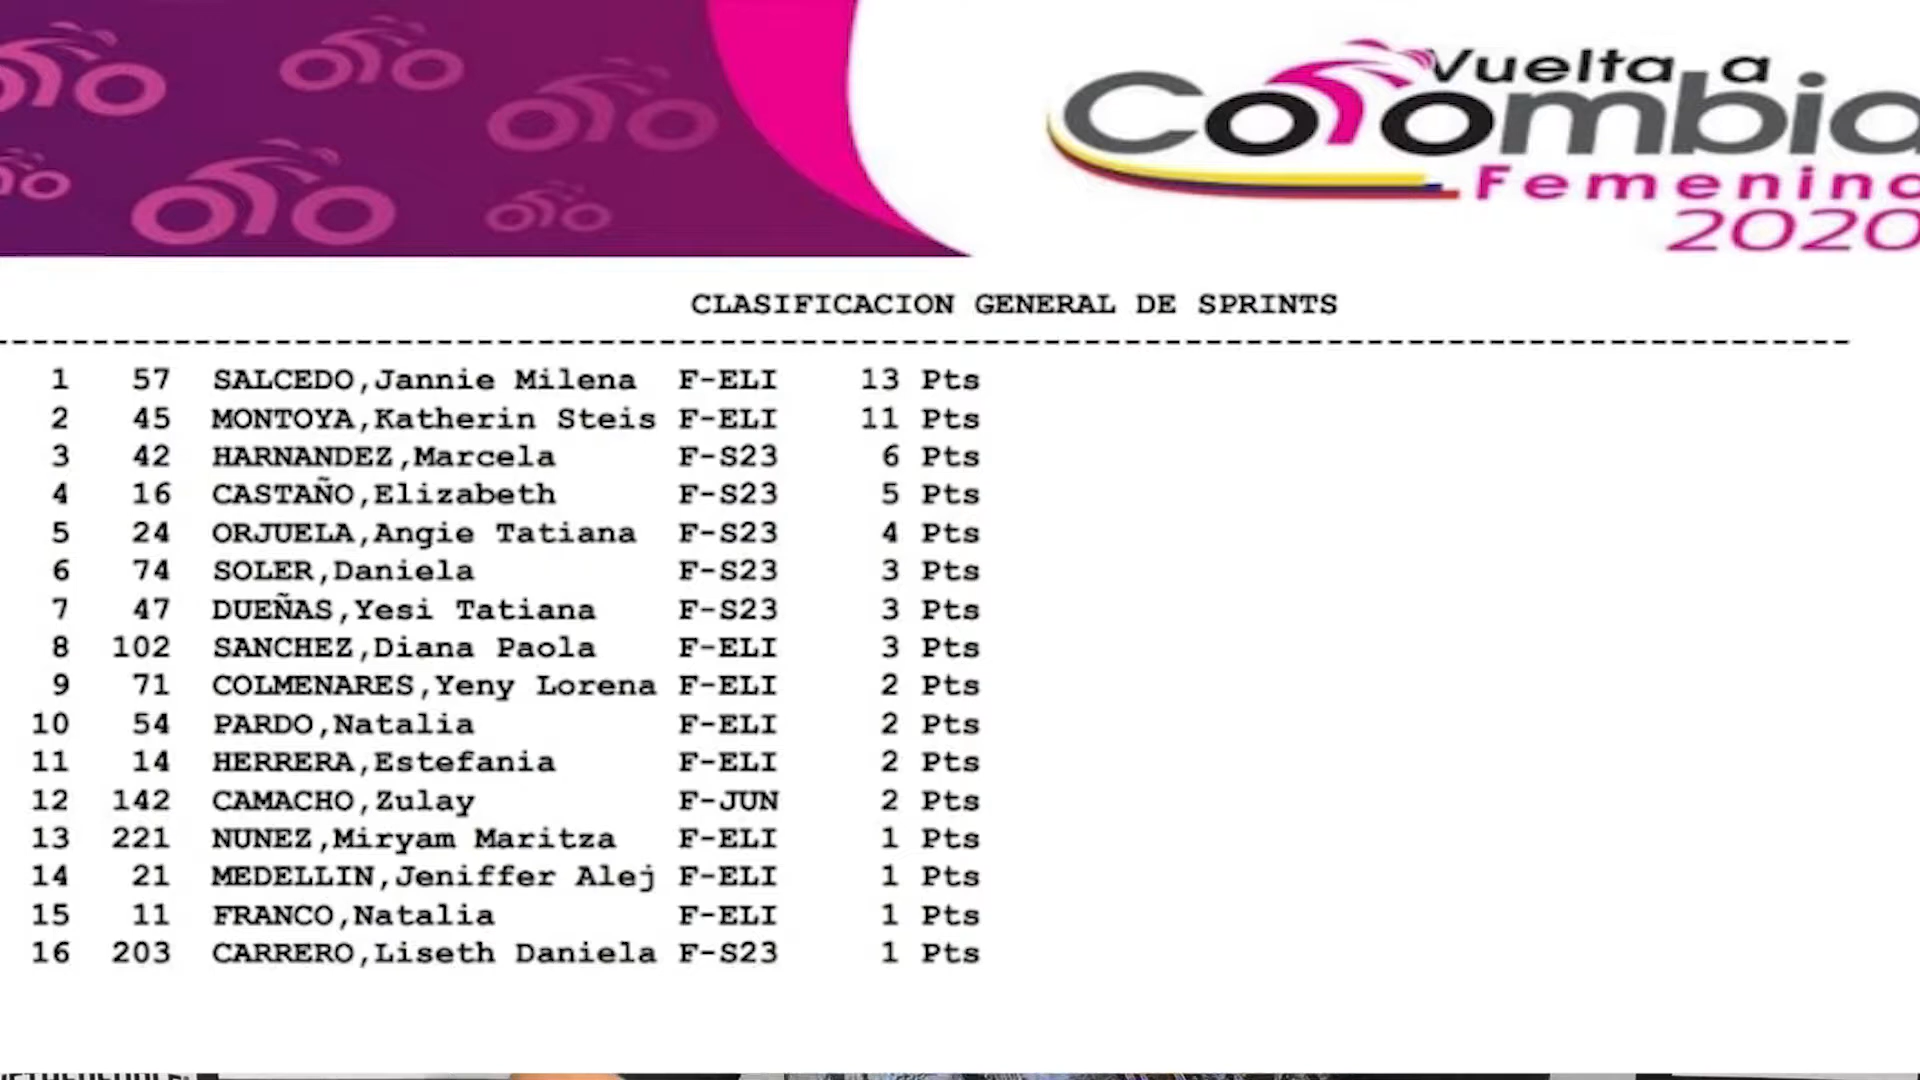 Vuelta a
Colombia
Femenina
2020
CLASIFICACION GENERAL DE SPRINTS
1 57 SALCEDO,Jannie Milena F-ELI 13 Pts
2 45 MONTOYA,Katherin Steis F-ELI 11 Pts
3 42 HARNANDEZ,Marcela F-S23 6 Pts
4 16 CASTAÑO,Elizabeth F-S23 5 Pts
5 24 ORJUELA,Angie Tatiana F-S23 4 Pts
6 74 SOLER,Daniela F-S23 3 Pts
7 47 DUEÑAS,Yesi Tatiana F-S23 3 Pts
8 102 SANCHEZ,Diana Paola F-ELI 3 Pts
9 71 COLMENARES,Yeny Lorena F-ELI 2 Pts
10 54 PARDO,Natalia F-ELI 2 Pts
11 14 HERRERA,Estefania F-ELI 2 Pts
12 142 CAMACHO,Zulay F-JUN 2 Pts
13 221 NUNEZ,Miryam Maritza F-ELI 1 Pts
14 21 MEDELLIN,Jeniffer Alej F-ELI 1 Pts
15 11 FRANCO,Natalia F-ELI 1 Pts
16 203 CARRERO,Liseth Daniela F-S23 1 Pts